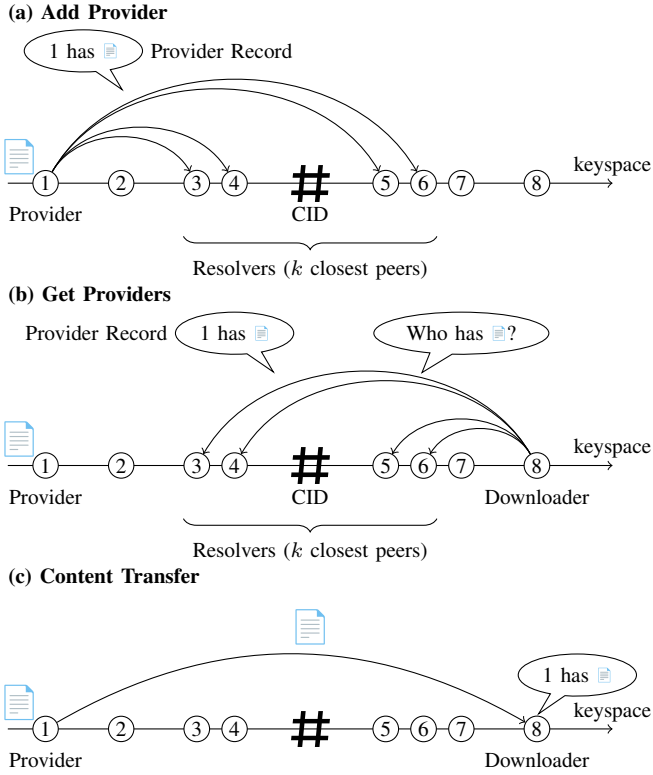 (a) Add Provider
1 has Provider Record
keyspace
1 2 3 4 # 5 6 7 8
Provider CID
Resolvers (k closest peers)
(b) Get Providers
Provider Record 1 has Who has ?
keyspace
1 2 3 4 # 5 6 7 8
Provider CID Downloader
Resolvers (k closest peers)
(c) Content Transfer
1 has
keyspace
1 2 3 4 # 5 6 7 8
Provider Downloader